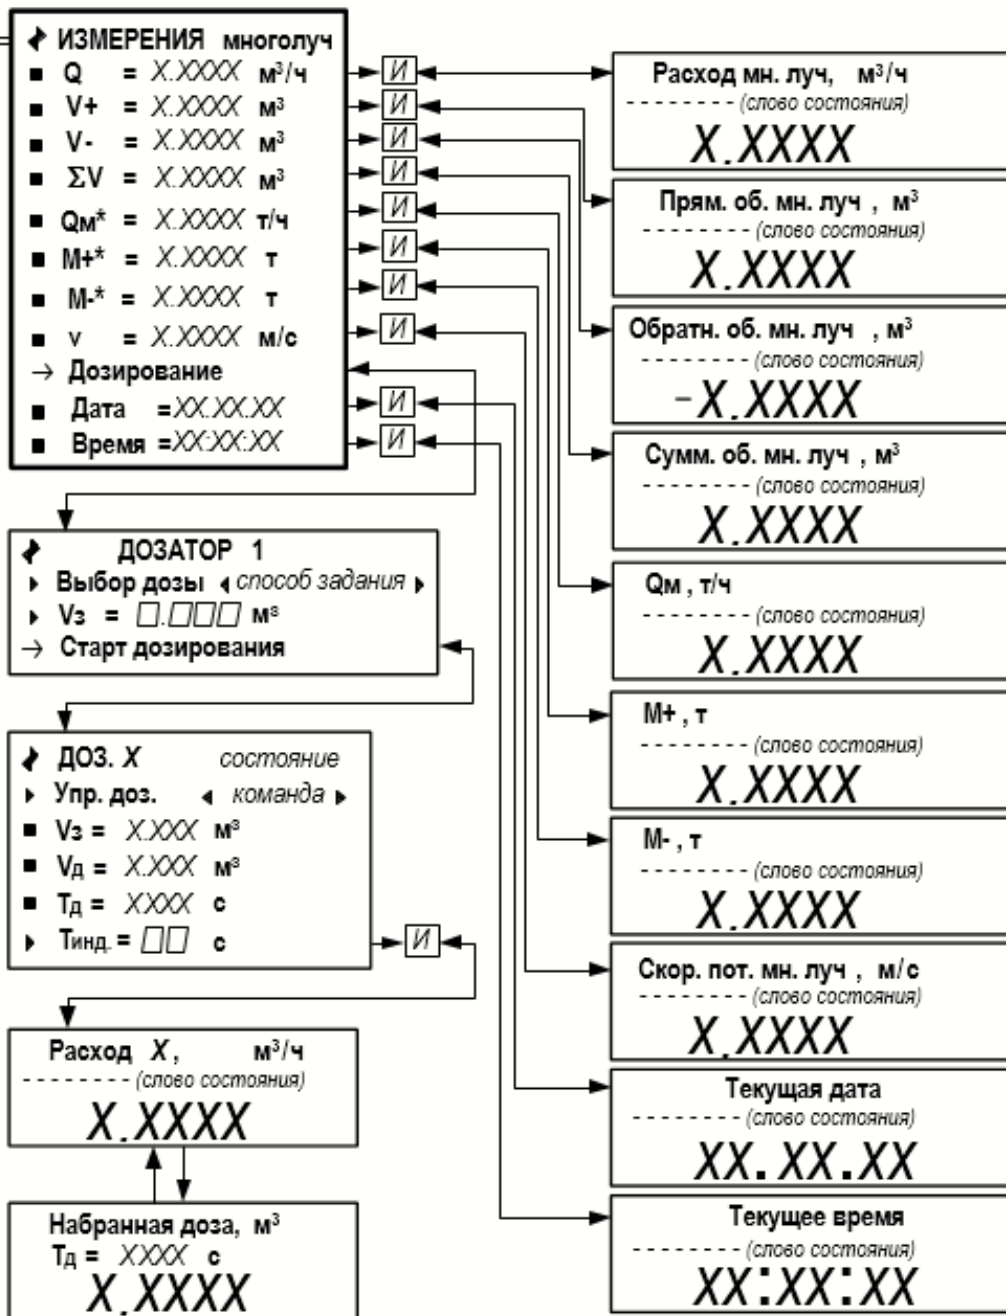 ИЗМЕРЕНИЯ многолуч
Q = X.XXXX м³/ч
V+ = X.XXXX м³
V- = X.XXXX м³
ΣV = X.XXXX м³
Qм* = X.XXXX т/ч
M+* = X.XXXX т
M-* = X.XXXX т
v = X.XXXX м/с
→ Дозирование
Дата =XX.XX.XX
Время =XX:XX:XX
И
И
И
И
И
И
И
И
И
И
ДОЗАТОР 1
Выбор дозы способ задания
Vз = □.□□□ м³
→ Старт дозирования
ДОЗ. X состояние
Упр. доз. команда
Vз = X.XXX м³
Vд = X.XXX м³
Тд = XXXX с
Тинд. = □□ с
И
Расход X, м³/ч
- - - - - - - - (слово состояния)
X.XXXX
Набранная доза, м³
Тд = XXXX с
X.XXXX
Расход мн. луч, м³/ч
- - - - - - - - (слово состояния)
X.XXXX
Прям. об. мн. луч , м³
- - - - - - - - (слово состояния)
X.XXXX
Обратн. об. мн. луч , м³
- - - - - - - - (слово состояния)
-X.XXXX
Сумм. об. мн. луч , м³
- - - - - - - - (слово состояния)
X.XXXX
Qм , т/ч
- - - - - - - - (слово состояния)
X.XXXX
M+ , т
- - - - - - - - (слово состояния)
X.XXXX
M- , т
- - - - - - - - (слово состояния)
X.XXXX
Скор. пот. мн. луч , м/с
- - - - - - - - (слово состояния)
X.XXXX
Текущая дата
- - - - - - - - (слово состояния)
XX.XX.XX
Текущее время
- - - - - - - - (слово состояния)
XX:XX:XX